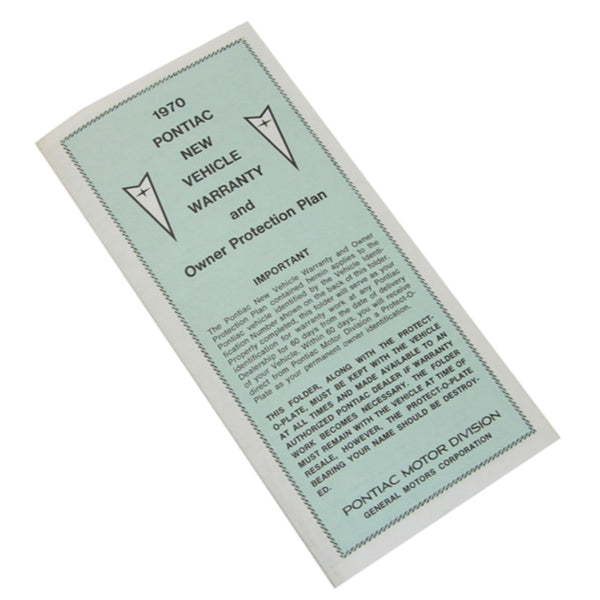 1970
PONTIAC
NEW
VEHICLE
WARRANTY
and
Owner Protection Plan
IMPORTANT
The Pontiac New Vehicle Warranty and Owner
Protection Plan contained herein applies to the
Pontiac vehicle identified by the Vehicle Identi-
fication Number shown on the back of this folder.
Properly completed, this folder will serve as your
identification for warranty work at any Pontiac
Dealership for 60 days from the date of delivery
of your Vehicle. Within 60 days, you will receive
direct from Pontiac Motor Division a Protect-O-
Plate as your permanent owner identification.
THIS FOLDER, ALONG WITH THE PROTECT-
O-PLATE, MUST BE KEPT WITH THE VEHICLE
AT ALL TIMES AND MADE AVAILABLE TO AN
AUTHORIZED PONTIAC DEALER IF WARRANTY
WORK BECOMES NECESSARY. THE FOLDER
MUST REMAIN WITH THE VEHICLE AT TIME OF
RESALE. HOWEVER, THE PROTECT-O-PLATE
BEARING YOUR NAME SHOULD BE DESTROY-
ED.
PONTIAC MOTOR DIVISION
GENERAL MOTORS CORPORATION